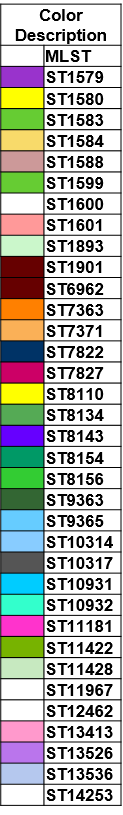 Color
Description
MLST
ST1579
ST1580
ST1583
ST1584
ST1588
ST1599
ST1600
ST1601
ST1893
ST1901
ST6962
ST7363
ST7371
ST7822
ST7827
ST8110
ST8134
ST8143
ST8154
ST8156
ST9363
ST9365
ST10314
ST10317
ST10931
ST10932
ST11181
ST11422
ST11428
ST11967
ST12462
ST13413
ST13526
ST13536
ST14253